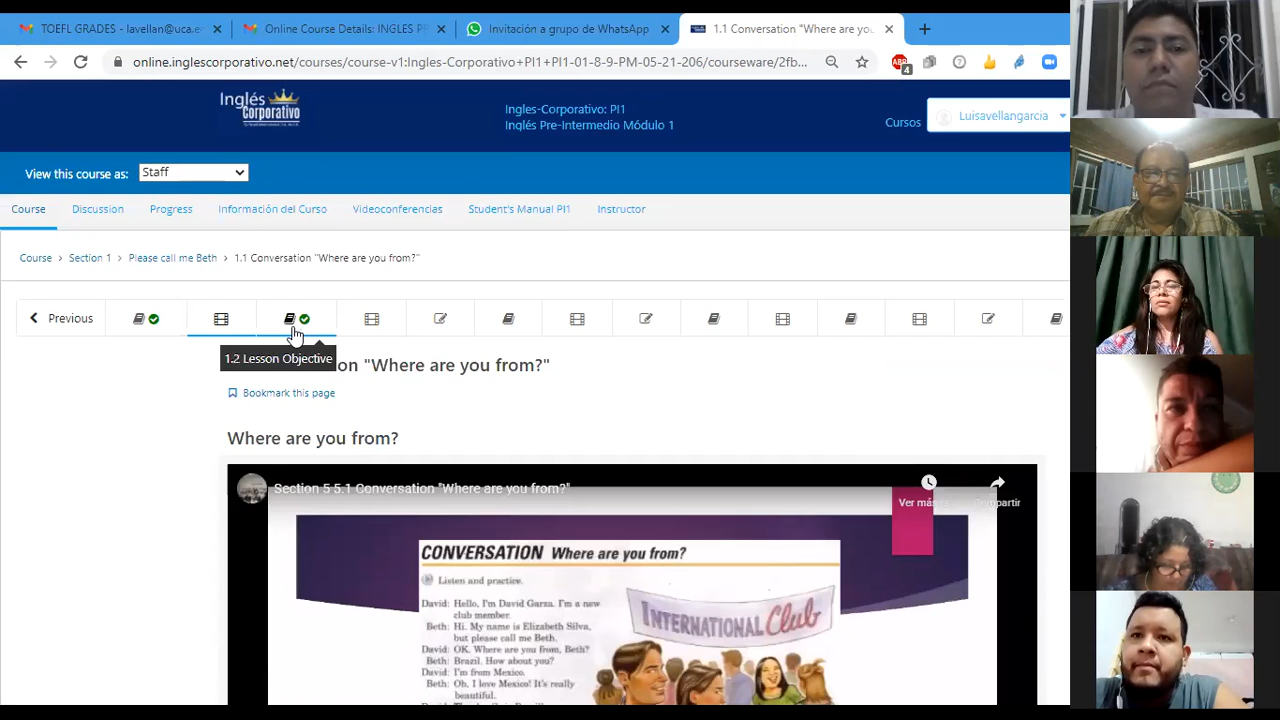 TOEFL GRADES - lavellan@uca.e
Online Course Details: INGLES PR
Invitación a grupo de WhatsApp
1.1 Conversation "Where are you
online.inglescorporativo.net/courses/course-v1:Ingles-Corporativo+PI1+PI1-01-8-9-PM-05-21-206/courseware/2fb...
ABP
4
Inglés
Corporativo
Ingles-Corporativo: PI1
Inglés Pre-Intermedio Módulo 1
Cursos
Luisavellangarcia
View this course as:
Staff
Course
Discussion
Progress
Información del Curso
Videoconferencias
Student's Manual PI1
Instructor
Course > Section 1 > Please call me Beth > 1.1 Conversation "Where are you from?"
Previous
1.2 Lesson Objective
on "Where are you from?"
Bookmark this page
Where are you from?
Section 5 5.1 Conversation "Where are you from?"
Ver más
compartir
CONVERSATION Where are you from?
Listen and practice.
David: Hello, I'm David Garza. I'm a new
club member.
Beth: Hi. My name is Elizabeth Silva,
but please call me Beth.
David: OK. Where are you from, Beth?
Beth: Brazil. How about you?
David: I'm from Mexico.
Beth: Oh, I love Mexico! It's really
beautiful.
INTERNATIONAL Club